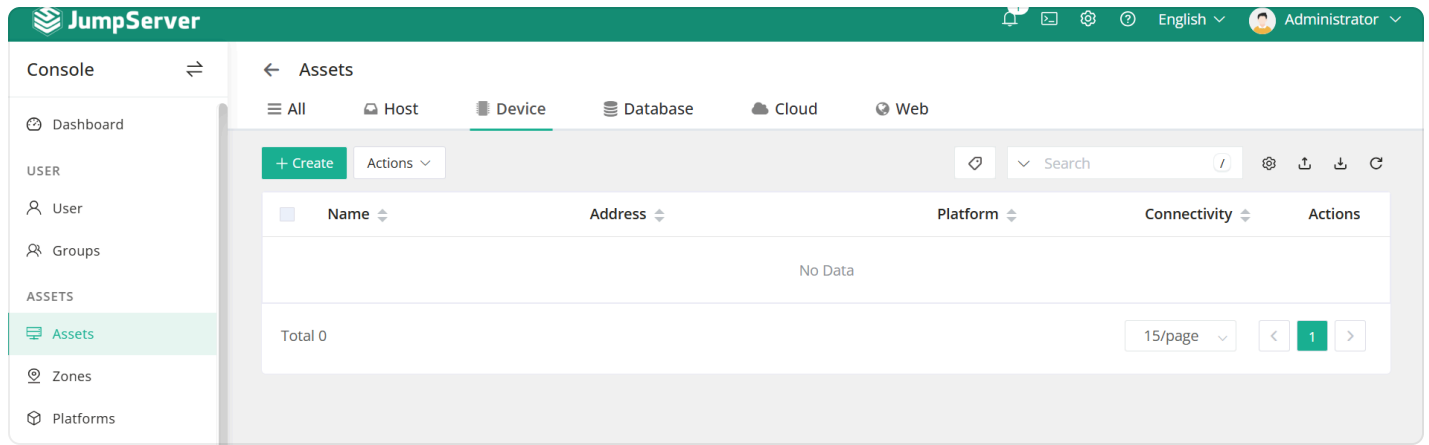 JumpServer
English
Administrator
Console
Assets
All
Host
Device
Database
Cloud
Web
Dashboard
USER
User
Groups
ASSETS
Assets
Zones
Platforms
+ Create
Actions
Search
/
Name
Address
Platform
Connectivity
Actions
No Data
Total 0
15/page
< 1 >